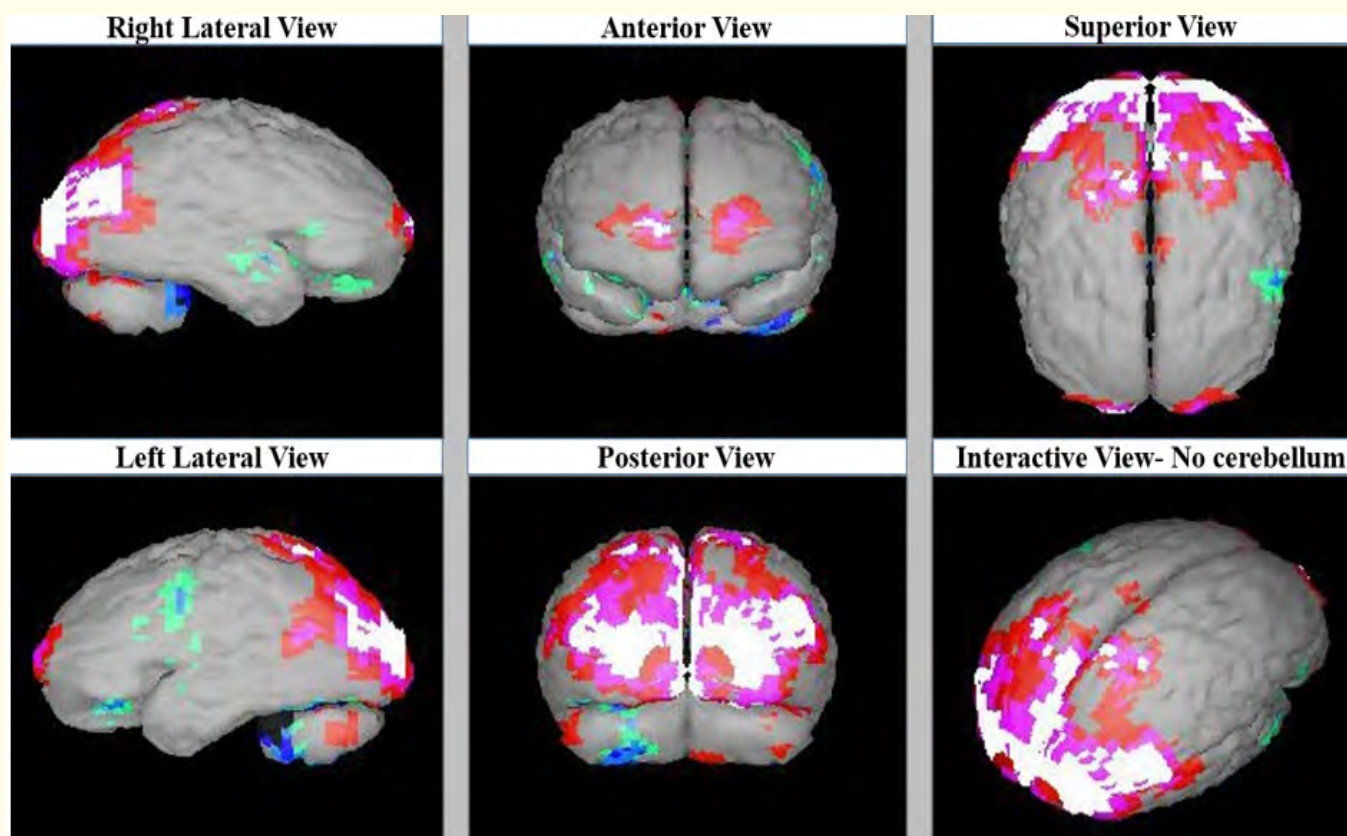 Right Lateral View
Anterior View
Superior View
Left Lateral View
Posterior View
Interactive View- No cerebellum